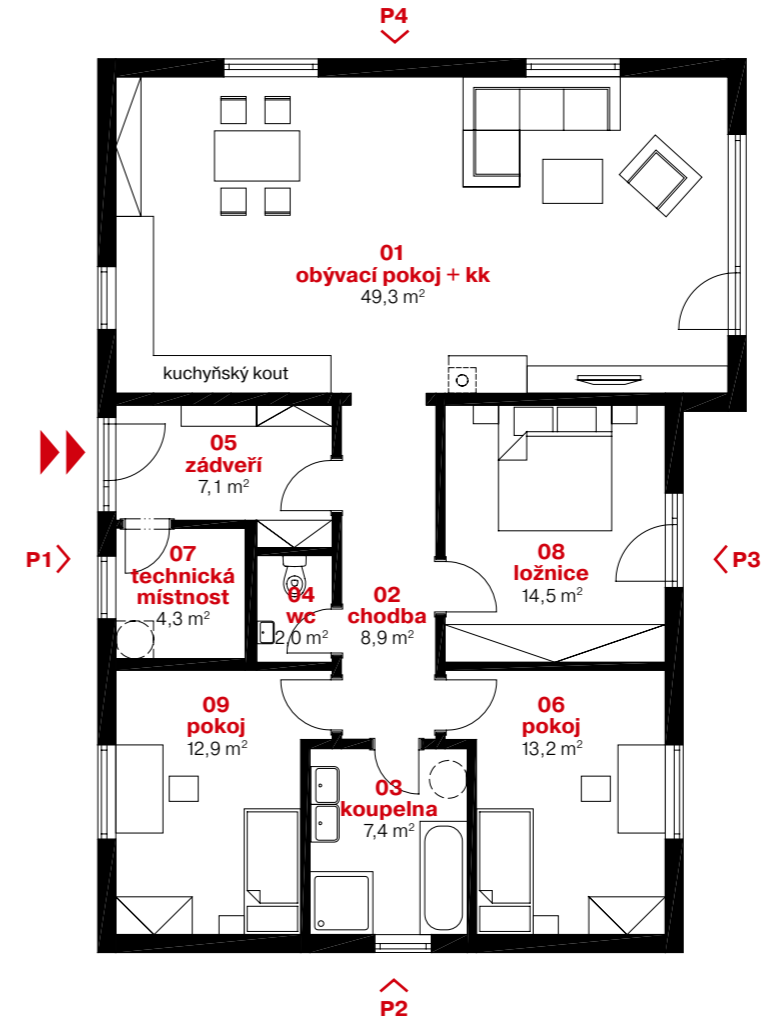 P4
01
obývací pokoj + kk
49,3 m²
kuchyňský kout
05
zádveří
7,1 m²
P1
07
technická
místnost
4,3 m²
04
wc
2,0 m²
02
chodba
8,9 m²
08
ložnice
14,5 m²
P3
09
pokoj
12,9 m²
03
koupelna
7,4 m²
06
pokoj
13,2 m²
P2